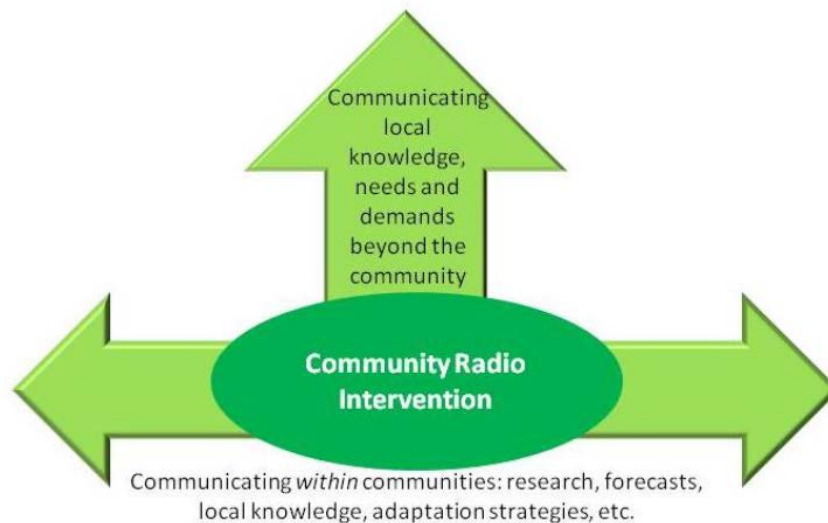 Communicating
local
knowledge,
needs and
demands
beyond the
community
Community Radio
Intervention
Communicating within communities: research, forecasts,
local knowledge, adaptation strategies, etc.